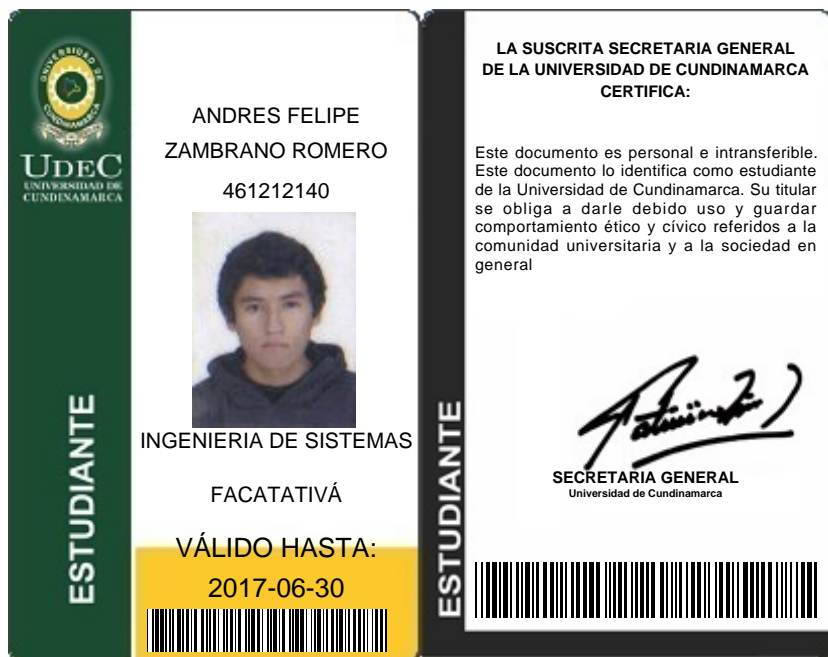 UNIVERSIDAD DE
CUNDINAMARCA
UDEC
UNIVERSIDAD DE
CUNDINAMARCA
ESTUDIANTE
ANDRES FELIPE
ZAMBRANO ROMERO
461212140
INGENIERIA DE SISTEMAS
FACATATIVÁ
VÁLIDO HASTA:
2017-06-30
ESTUDIANTE
LA SUSCRITA SECRETARIA GENERAL
DE LA UNIVERSIDAD DE CUNDINAMARCA
CERTIFICA:
Este documento es personal e intransferible.
Este documento lo identifica como estudiante
de la Universidad de Cundinamarca. Su titular
se obliga a darle debido uso y guardar
comportamiento ético y cívico referidos a la
comunidad universitaria y a la sociedad en
general
SECRETARIA GENERAL
Universidad de Cundinamarca